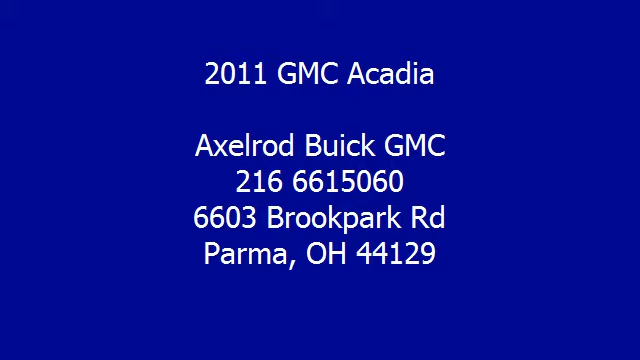 2011 GMC Acadia
Axelrod Buick GMC
216 6615060
6603 Brookpark Rd
Parma, OH 44129